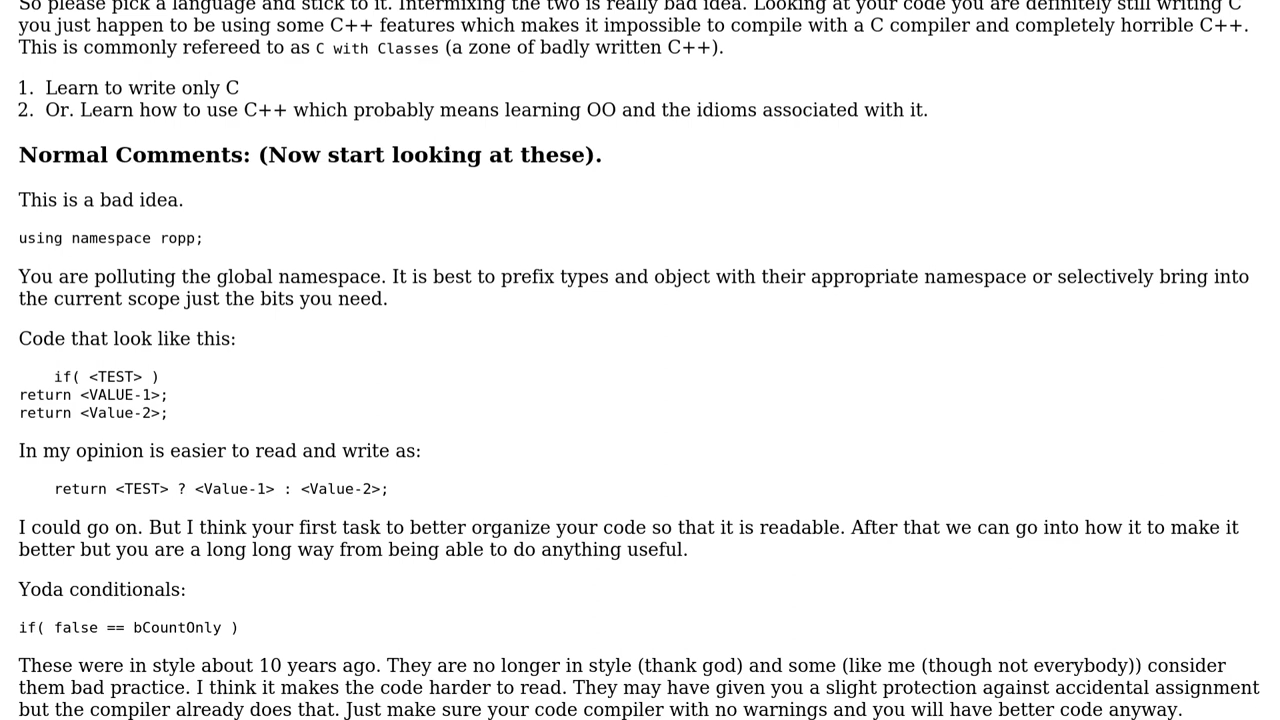 So please pick a language and stick to it. Intermixing the two is really bad idea. Looking at your code you are definitely still writing C
you just happen to be using some C++ features which makes it impossible to compile with a C compiler and completely horrible C++.
This is commonly refereed to as C with Classes (a zone of badly written C++).
1. Learn to write only C
2. Or. Learn how to use C++ which probably means learning OO and the idioms associated with it.
Normal Comments: (Now start looking at these).
This is a bad idea.
using namespace ropp;
You are polluting the global namespace. It is best to prefix types and object with their appropriate namespace or selectively bring into
the current scope just the bits you need.
Code that look like this:
if( <TEST> )
return <VALUE-1>;
return <Value-2>;
In my opinion is easier to read and write as:
return <TEST> ? <Value-1> : <Value-2>;
I could go on. But I think your first task to better organize your code so that it is readable. After that we can go into how it to make it
better but you are a long long way from being able to do anything useful.
Yoda conditionals:
if( false == bCountOnly )
These were in style about 10 years ago. They are no longer in style (thank god) and some (like me (though not everybody)) consider
them bad practice. I think it makes the code harder to read. They may have given you a slight protection against accidental assignment
but the compiler already does that. Just make sure your code compiler with no warnings and you will have better code anyway.